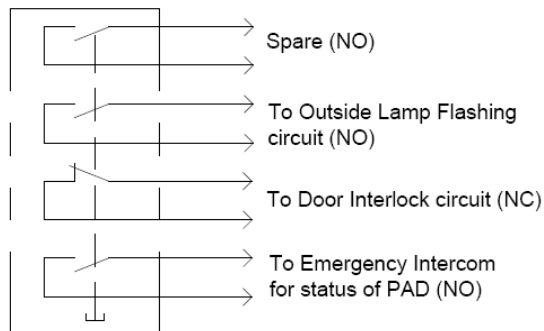 Spare (NO)
To Outside Lamp Flashing
circuit (NO)
To Door Interlock circuit (NC)
To Emergency Intercom
for status of PAD (NO)